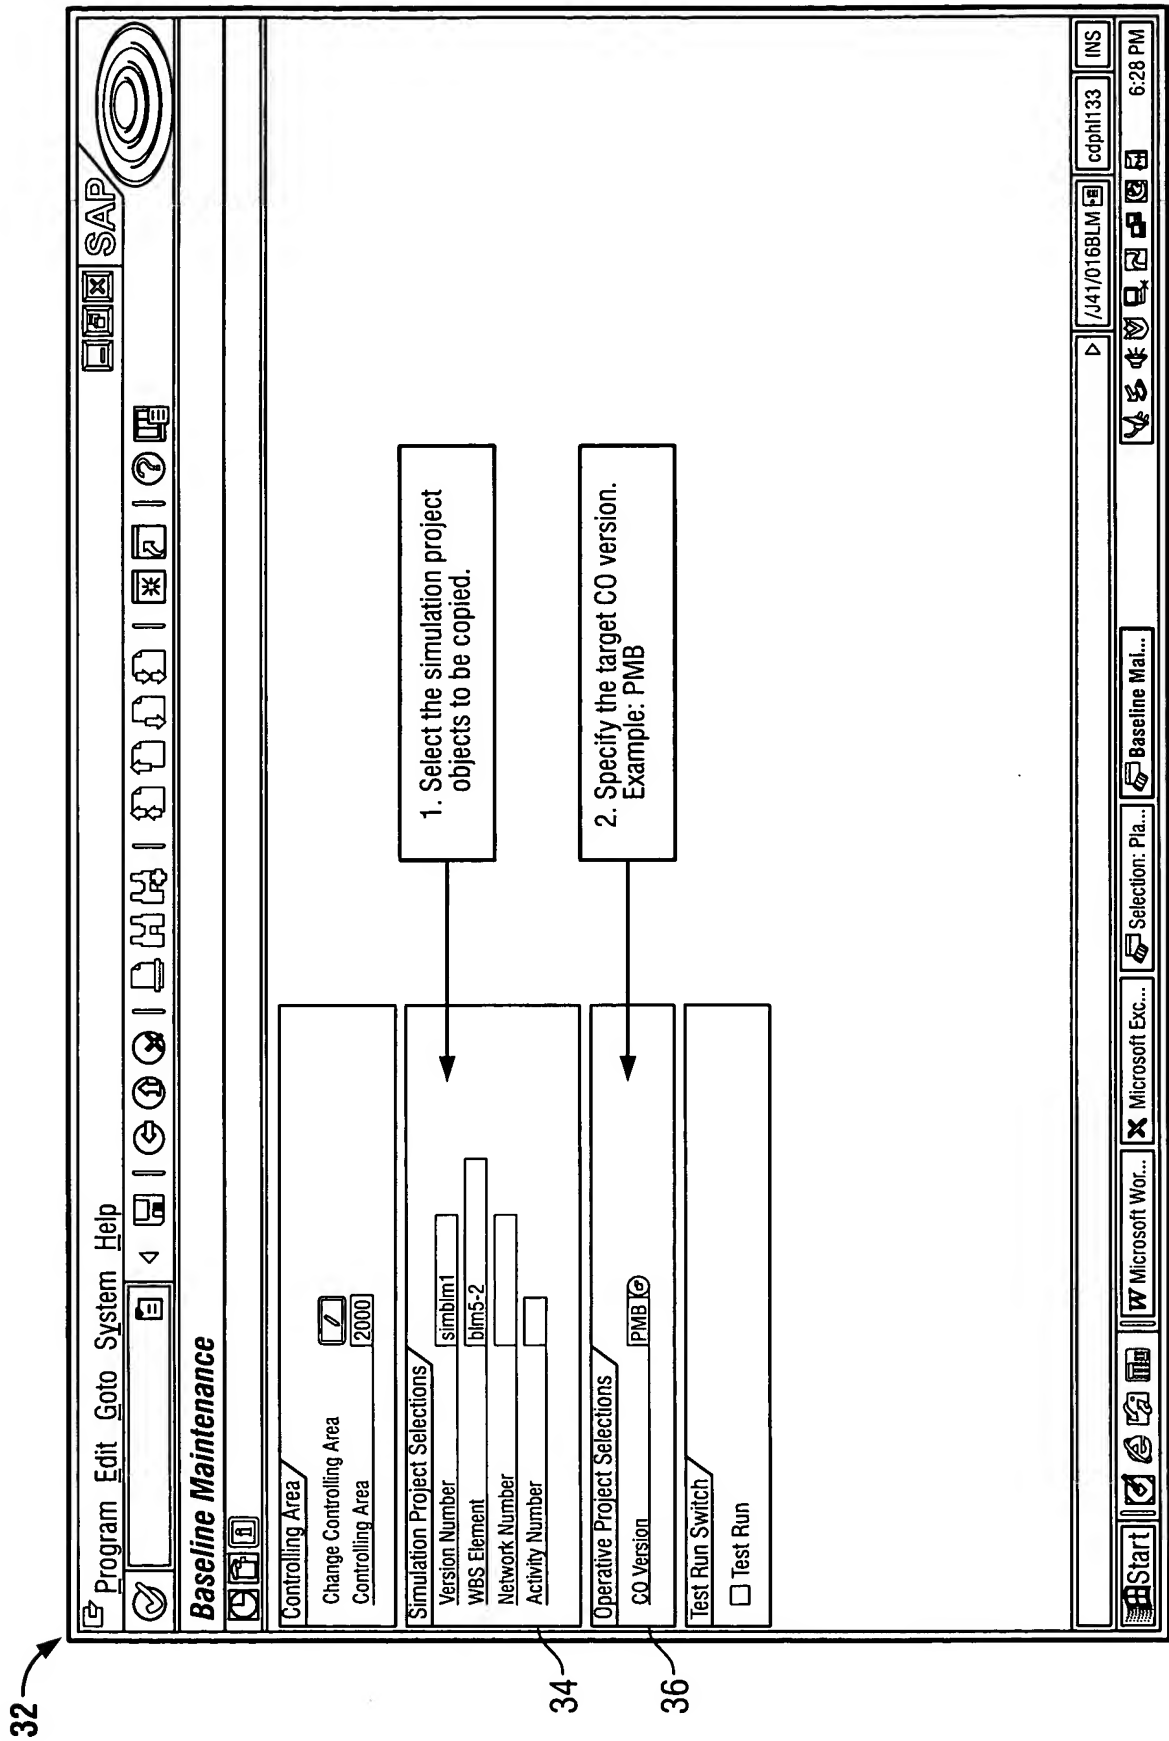 32
Program Edit Goto System Help
SAP
Baseline Maintenance
Controlling Area
Change Controlling Area
Controlling Area 2000
Simulation Project Selections
Version Number simblm1
WBS Element blm5-2
Network Number
Activity Number
34
1. Select the simulation project
objects to be copied.
Operative Project Selections
CO Version PMB
36
2. Specify the target CO version.
Example: PMB
Test Run Switch
Test Run
/J41/016BLM cdphl133 INS
Start W Microsoft Wor... X Microsoft Exc... Selection: Pla... Baseline Mai... 6:28 PM